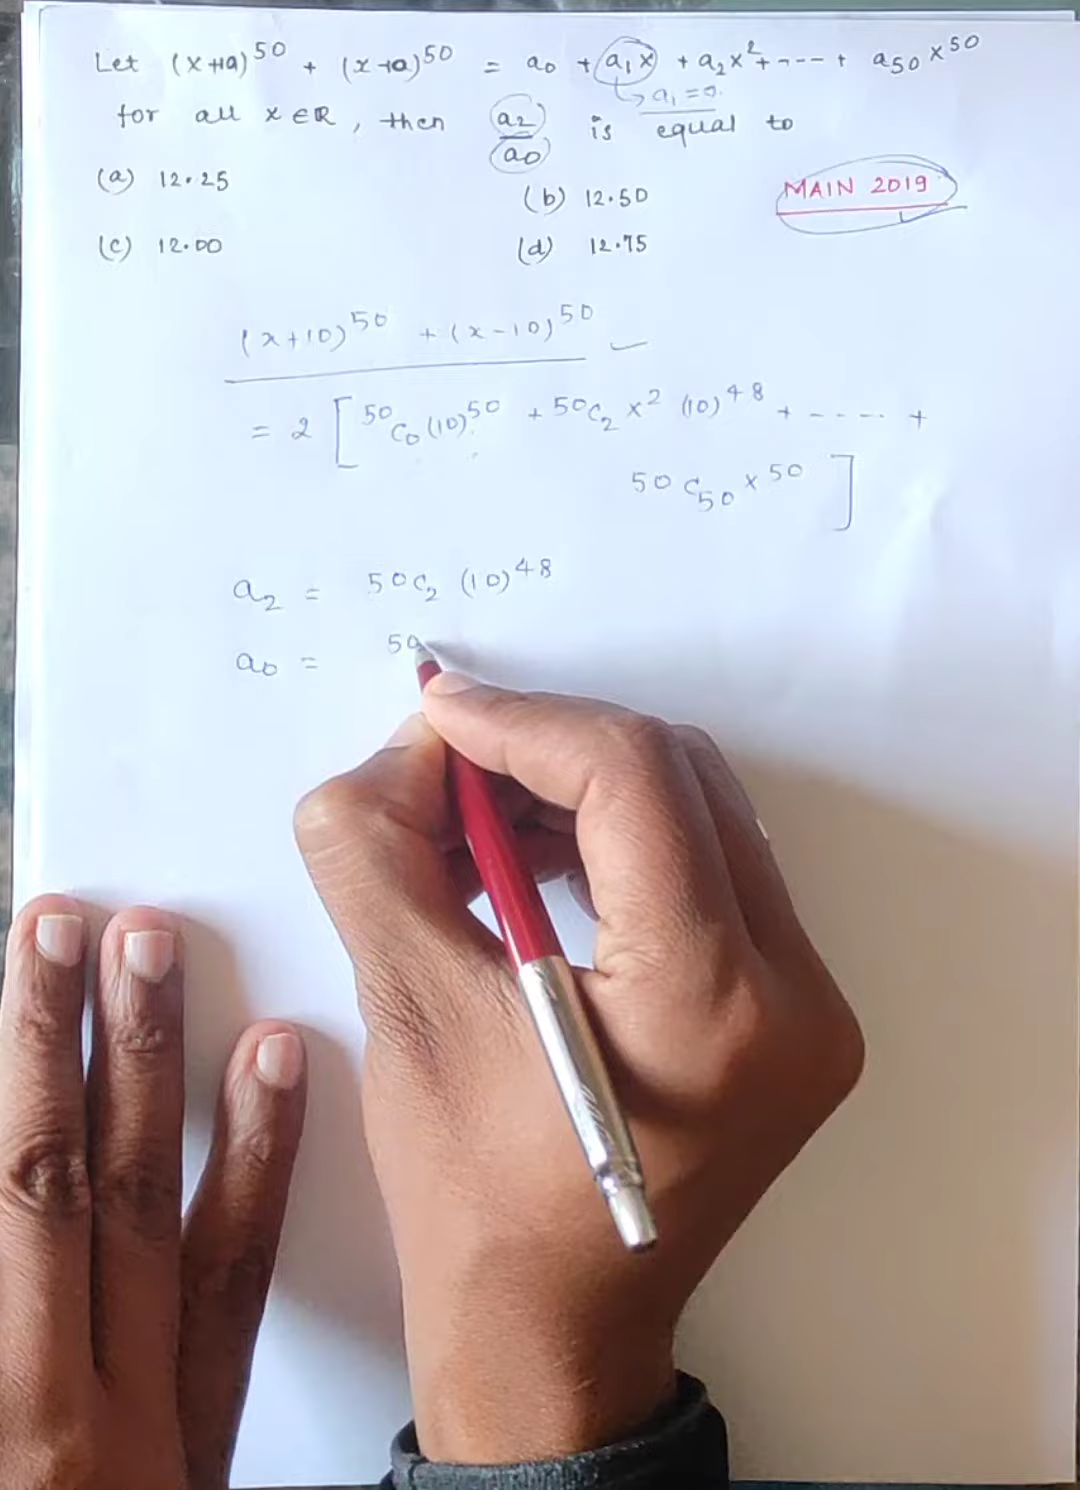 Let (x+10)^50 + (x-10)^50 = a0 + a1x + a2x^2 + ---- + a50 x^50
→ a1 = 0.
for all x ∈ R, then a2/a0 is equal to
(a) 12.25
(b) 12.50
MAIN 2019
(c) 12.00
(d) 12.75
(x+10)^50 + (x-10)^50
= 2 [ 50C0 (10)^50 + 50C2 x^2 (10)^48 + ----- +
50C50 x^50 ]
a2 = 50C2 (10)^48
a0 = 50